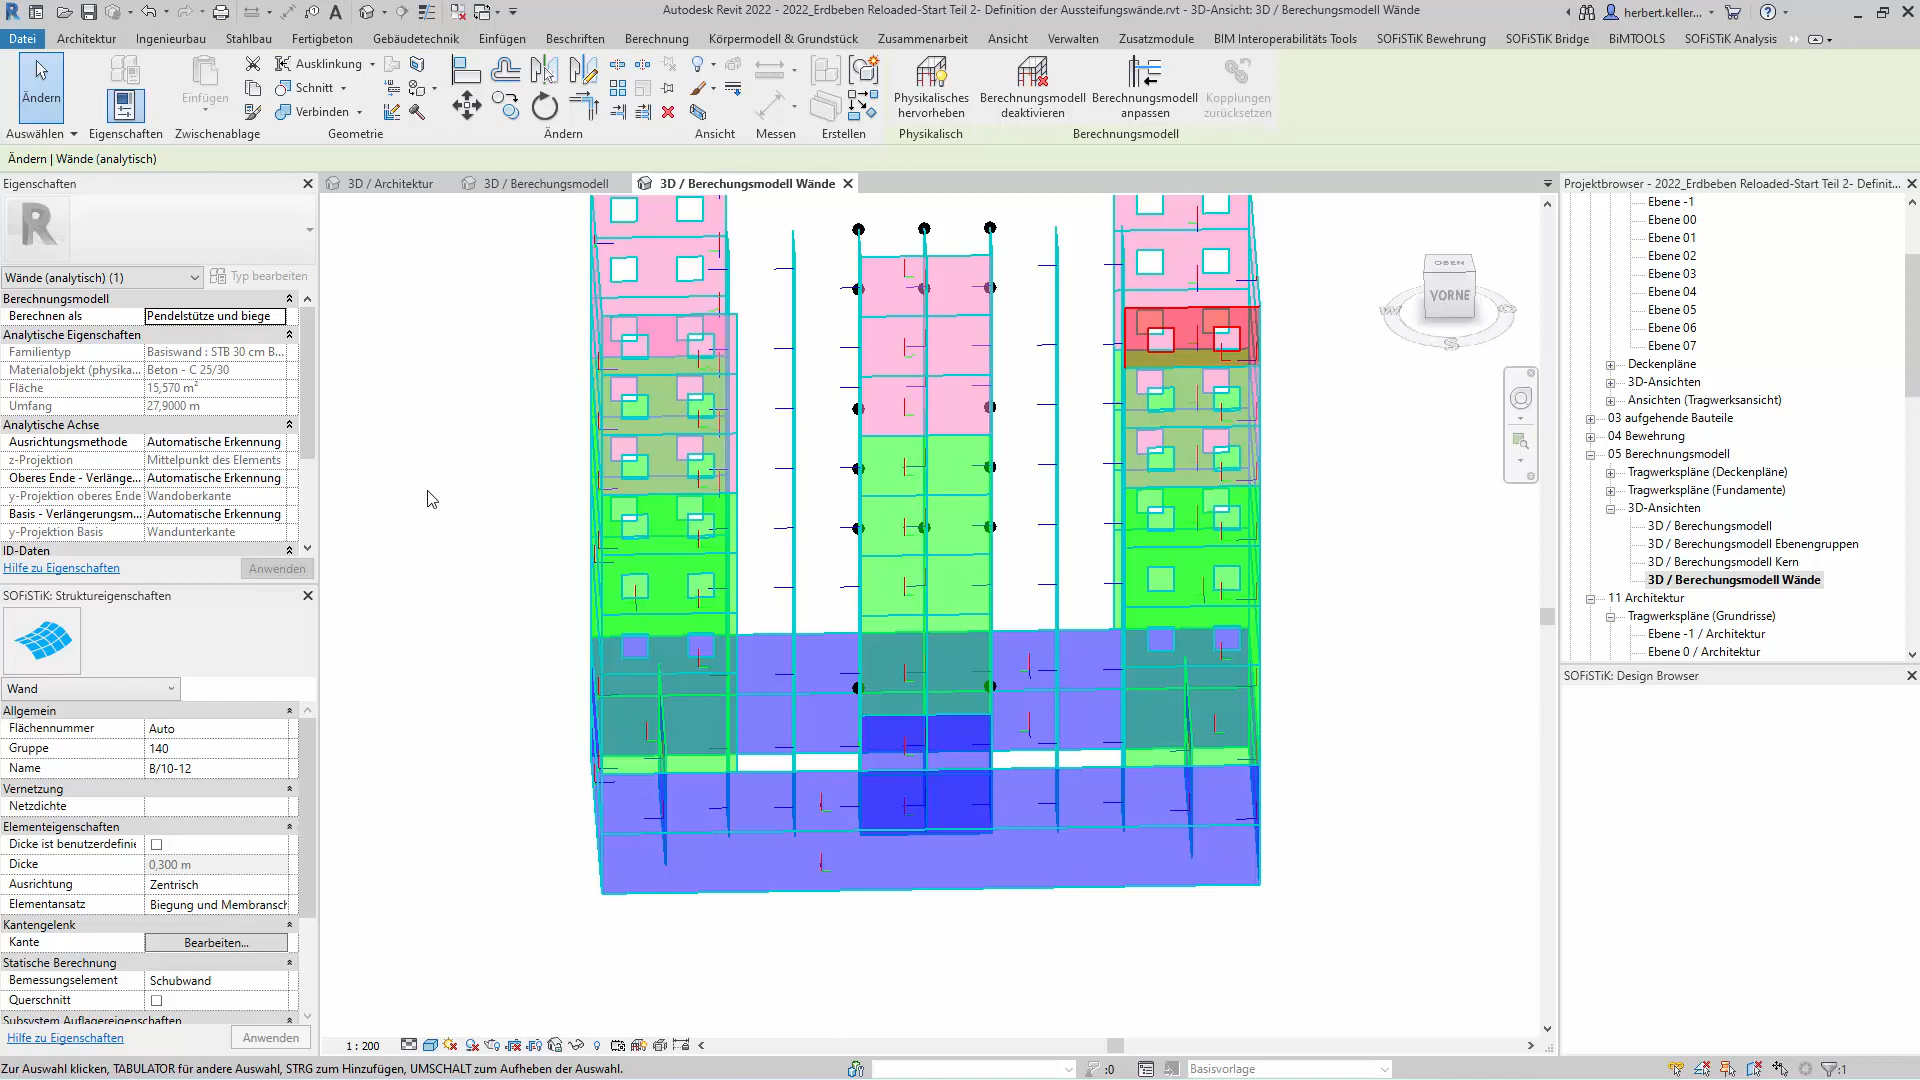 Autodesk Revit 2022 - 2022_Erdbeben Reloaded-Start Teil 2- Definition der Aussteifungswände.rvt - 3D-Ansicht: 3D / Berechungsmodell Wände
herbert.keller...
Datei Architektur Ingenieurbau Stahlbau Fertigbeton Gebäudetechnik Einfügen Beschriften Berechnung Körpermodell & Grundstück Zusammenarbeit Ansicht Verwalten Zusatzmodule BIM Interoperabilitäts Tools SOFiSTiK Bewehrung SOFiSTiK Bridge BiMTOOLS SOFiSTiK Analysis
Ändern
Einfügen
Ausklinkung
Schnitt
Verbinden
Physikalisches hervorheben
Berechnungsmodell deaktivieren
Berechnungsmodell anpassen
Kopplungen zurücksetzen
Auswählen Eigenschaften Zwischenablage Geometrie Ändern Ansicht Messen Erstellen Physikalisch Berechnungsmodell
Ändern | Wände (analytisch)
Eigenschaften
R
Wände (analytisch) (1) Typ bearbeiten
Berechnungsmodell
Berechnen als Pendelstütze und biege
Analytische Eigenschaften
Familientyp Basiswand : STB 30 cm B...
Materialobjekt (physika... Beton - C 25/30
Fläche 15,570 m²
Umfang 27,9000 m
Analytische Achse
Ausrichtungsmethode Automatische Erkennung
z-Projektion Mittelpunkt des Elements
Oberes Ende - Verlänge... Automatische Erkennung
y-Projektion oberes Ende Wandoberkante
Basis - Verlängerungsm... Automatische Erkennung
y-Projektion Basis Wandunterkante
ID-Daten
Hilfe zu Eigenschaften Anwenden
SOFiSTiK: Struktureigenschaften
Wand
Allgemein
Flächennummer Auto
Gruppe 140
Name B/10-12
Vernetzung
Netzdichte
Elementeigenschaften
Dicke ist benutzerdefinie
Dicke 0,300 m
Ausrichtung Zentrisch
Elementansatz Biegung und Membransch
Kantengelenk
Kante Bearbeiten...
Statische Berechnung
Bemessungselement Schubwand
Querschnitt
Subsystem Auflagereigenschaften
Hilfe zu Eigenschaften Anwenden
3D / Architektur 3D / Berechungsmodell 3D / Berechungsmodell Wände
OBEN
VORNE
1 : 200
Projektbrowser - 2022_Erdbeben Reloaded-Start Teil 2- Definit...
Ebene -1
Ebene 00
Ebene 01
Ebene 02
Ebene 03
Ebene 04
Ebene 05
Ebene 06
Ebene 07
Deckenpläne
3D-Ansichten
Ansichten (Tragwerksansicht)
03 aufgehende Bauteile
04 Bewehrung
05 Berechnungsmodell
Tragwerkspläne (Deckenpläne)
Tragwerkspläne (Fundamente)
3D-Ansichten
3D / Berechungsmodell
3D / Berechungsmodell Ebenengruppen
3D / Berechungsmodell Kern
3D / Berechungsmodell Wände
11 Architektur
Tragwerkspläne (Grundrisse)
Ebene -1 / Architektur
Ebene 0 / Architektur
SOFiSTiK: Design Browser
Zur Auswahl klicken, TABULATOR für andere Auswahl, STRG zum Hinzufügen, UMSCHALT zum Aufheben der Auswahl.
:0
Basisvorlage
:1